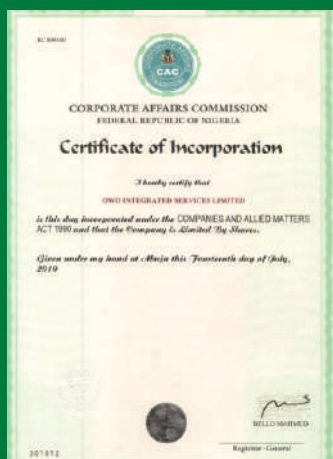 CAC
CORPORATE AFFAIRS COMMISSION
FEDERAL REPUBLIC OF NIGERIA
Certificate of Incorporation
I hereby certify that
OWO INTEGRATED SERVICES LIMITED
is this day incorporated under the COMPANIES AND ALLIED MATTERS
ACT 1990 and that the Company is Limited By Shares.
Given under my hand at Abuja this Fourteenth day of July,
2010
BELLO MAHMUD
Registrar - General